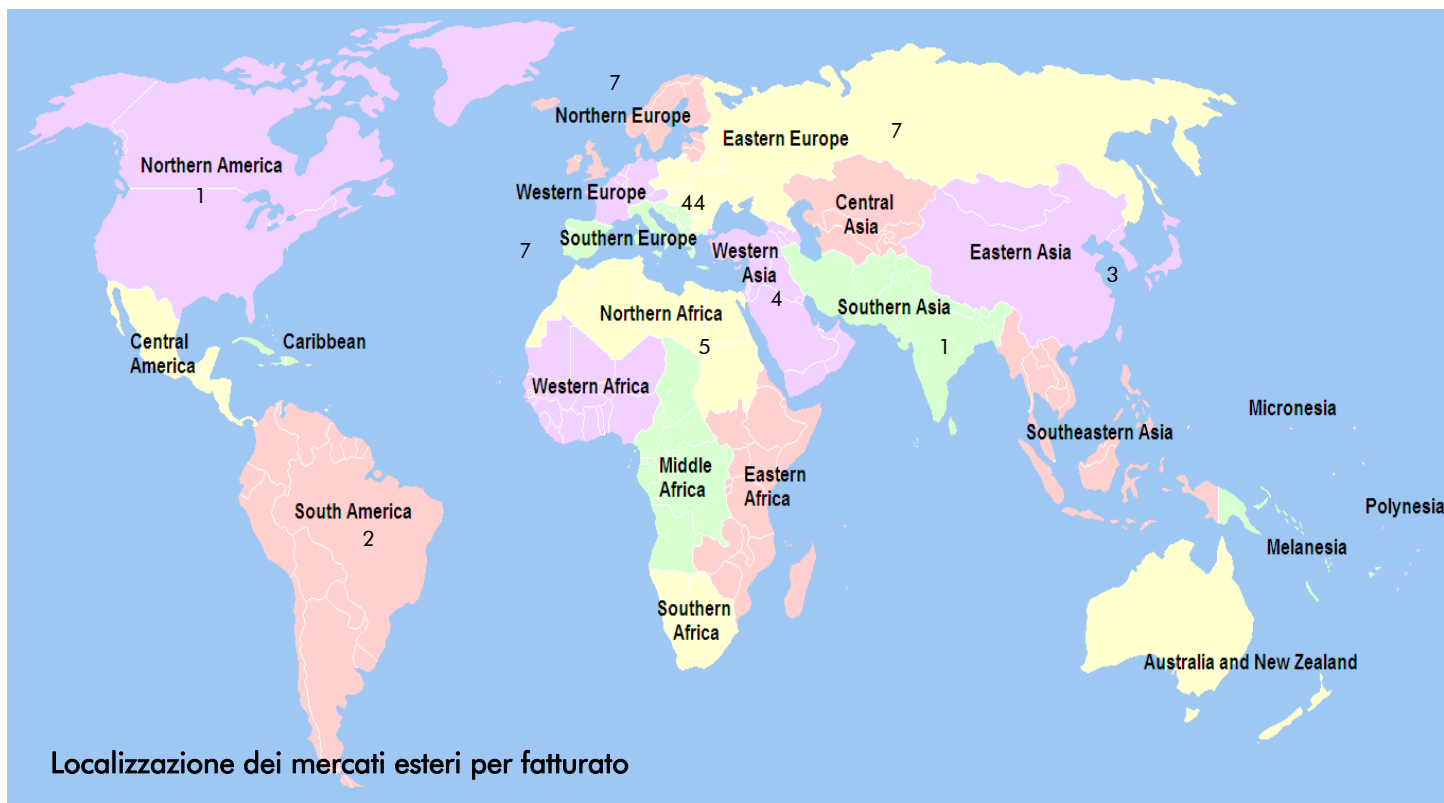 7
Northern Europe
Eastern Europe
7
Northern America
1
Western Europe
44
Central
Asia
Southern Europe
7
Western
Asia
4
Eastern Asia
3
Southern Asia
1
Northern Africa
5
Central
America
Caribbean
Western Africa
Micronesia
Southeastern Asia
Middle
Africa
Eastern
Africa
South America
2
Polynesia
Melanesia
Southern
Africa
Australia and New Zealand
Localizzazione dei mercati esteri per fatturato